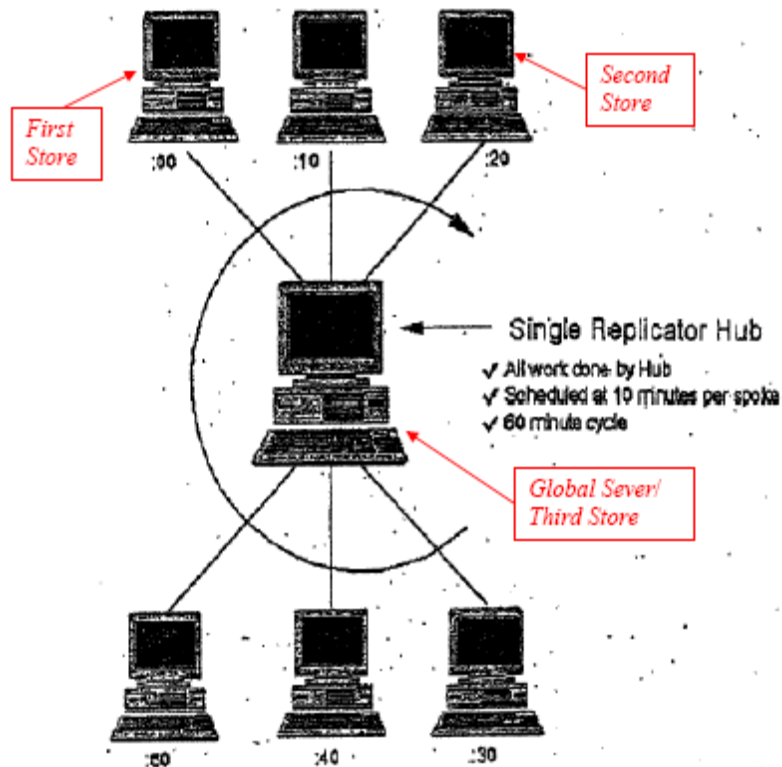 First
Store
Second
Store
:00
:10
:20
Single Replicator Hub
✓ All work done by Hub
✓ Scheduled at 10 minutes per spoke
✓ 60 minute cycle
Global Sever/
Third Store
:50
:40
:30